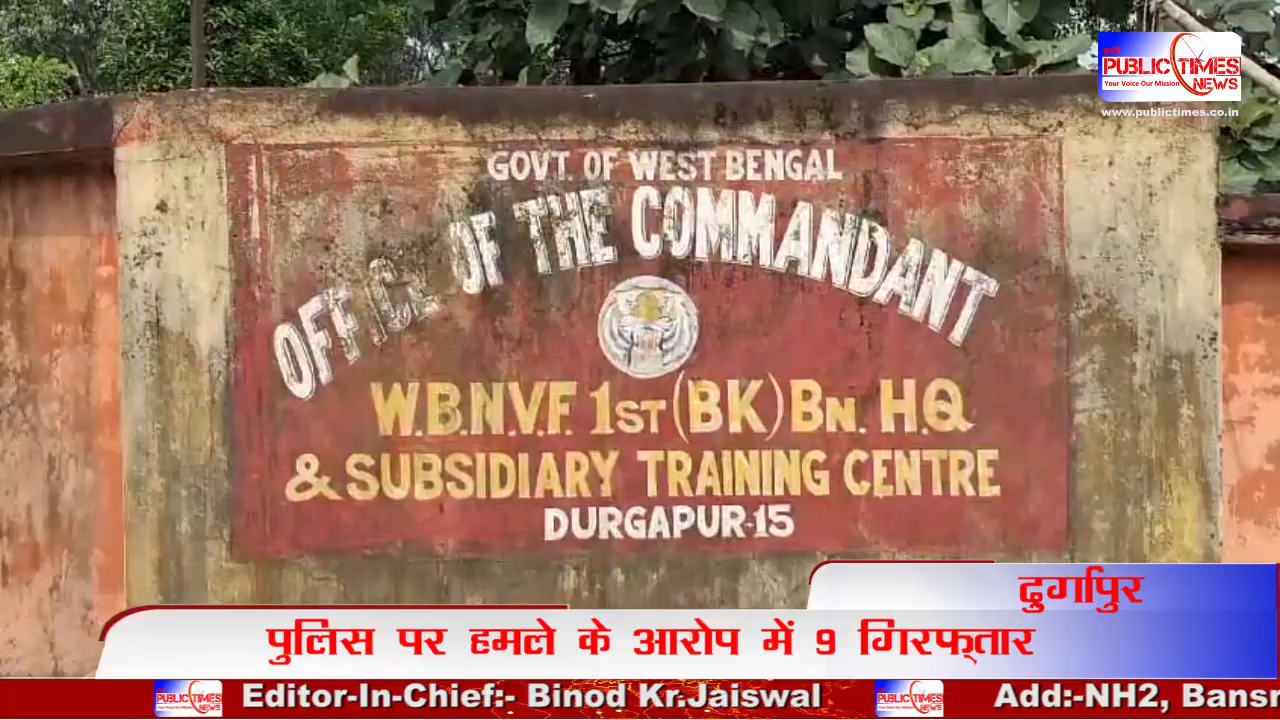 हिन्दी
PUBLIC TIMES
Your Voice Our Mission NEWS
www.publictimes.co.in
GOVT. OF WEST BENGAL
OFFICE OF THE COMMANDANT
W.B.N.V.F. 1ST (BK) BN. H.Q
& SUBSIDIARY TRAINING CENTRE
DURGAPUR-15
दुर्गापुर
पुलिस पर हमले के आरोप में 9 गिरफ्तार
PUBLIC TIMES NEWS Editor-In-Chief:- Binod Kr.Jaiswal PUBLIC TIMES NEWS Add:-NH2,